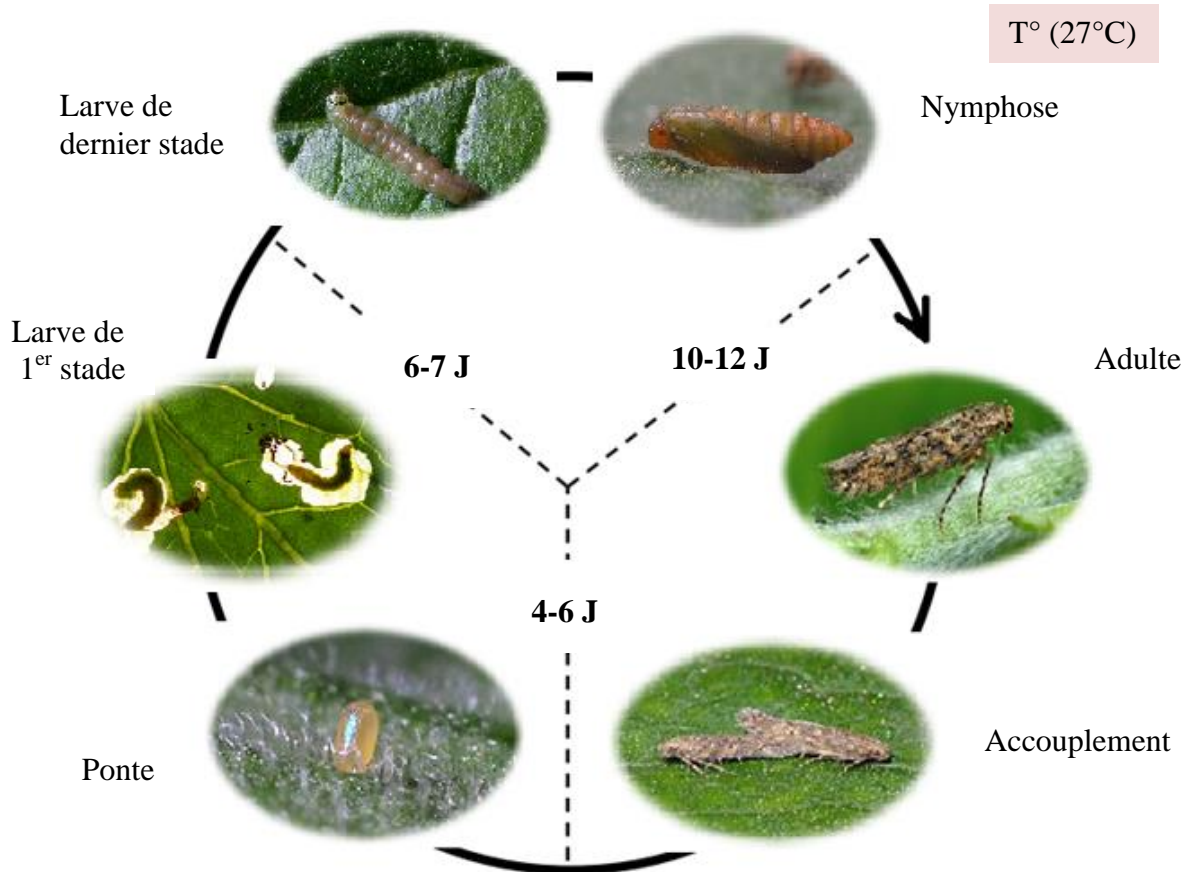 T° (27°C)
Larve de
dernier stade
Nymphose
Larve de
1er stade
6-7 J
10-12 J
Adulte
4-6 J
Ponte
Accouplement